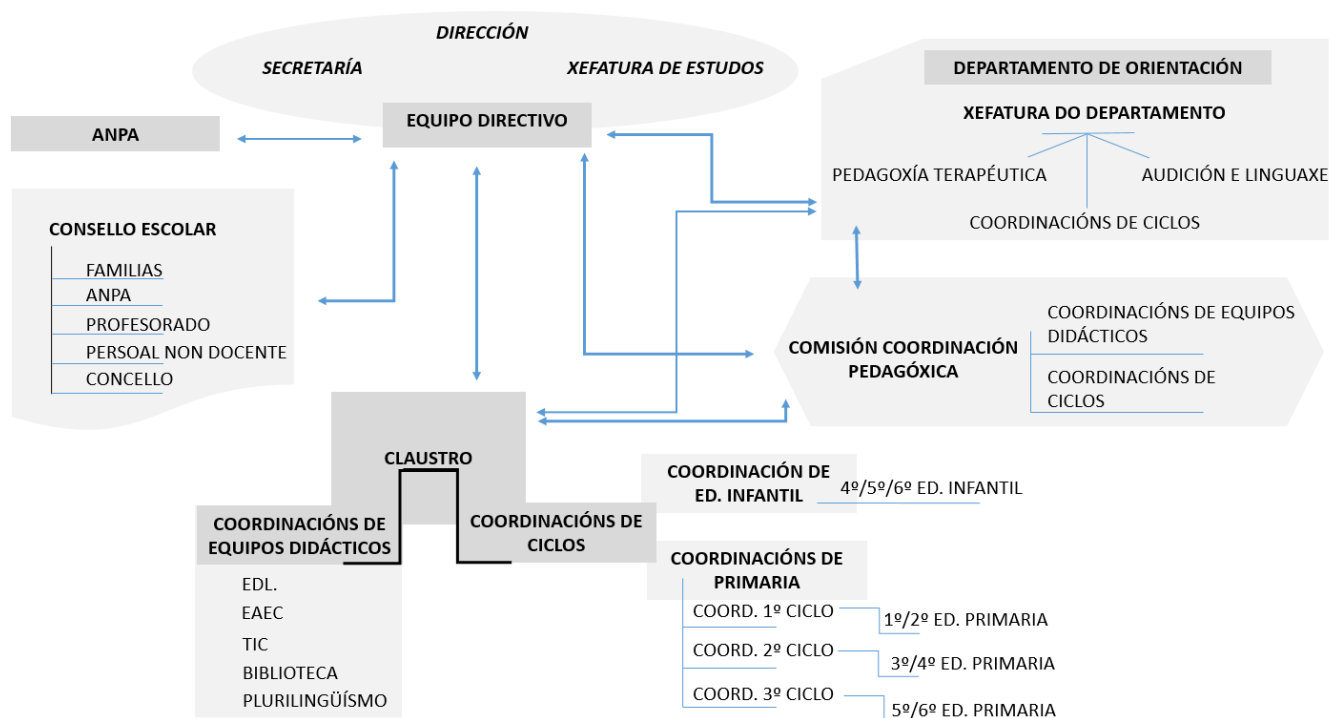 DIRECCIÓN
SECRETARÍA
XEFATURA DE ESTUDOS
EQUIPO DIRECTIVO
ANPA
CONSELLO ESCOLAR
FAMILIAS
ANPA
PROFESORADO
PERSOAL NON DOCENTE
CONCELLO
DEPARTAMENTO DE ORIENTACIÓN
XEFATURA DO DEPARTAMENTO
PEDAGOXÍA TERAPÉUTICA
AUDICIÓN E LINGUAXE
COORDINACIÓNS DE CICLOS
COMISIÓN COORDINACIÓN
PEDAGÓXICA
COORDINACIÓNS DE EQUIPOS
DIDÁCTICOS
COORDINACIÓNS DE
CICLOS
CLAUSTRO
COORDINACIÓNS DE
EQUIPOS DIDÁCTICOS
EDL.
EAEC
TIC
BIBLIOTECA
PLURILINGÜÍSMO
COORDINACIÓNS DE
CICLOS
COORDINACIÓN DE
ED. INFANTIL
4º/5º/6º ED. INFANTIL
COORDINACIÓNS DE
PRIMARIA
COORD. 1º CICLO
1º/2º ED. PRIMARIA
COORD. 2º CICLO
3º/4º ED. PRIMARIA
COORD. 3º CICLO
5º/6º ED. PRIMARIA